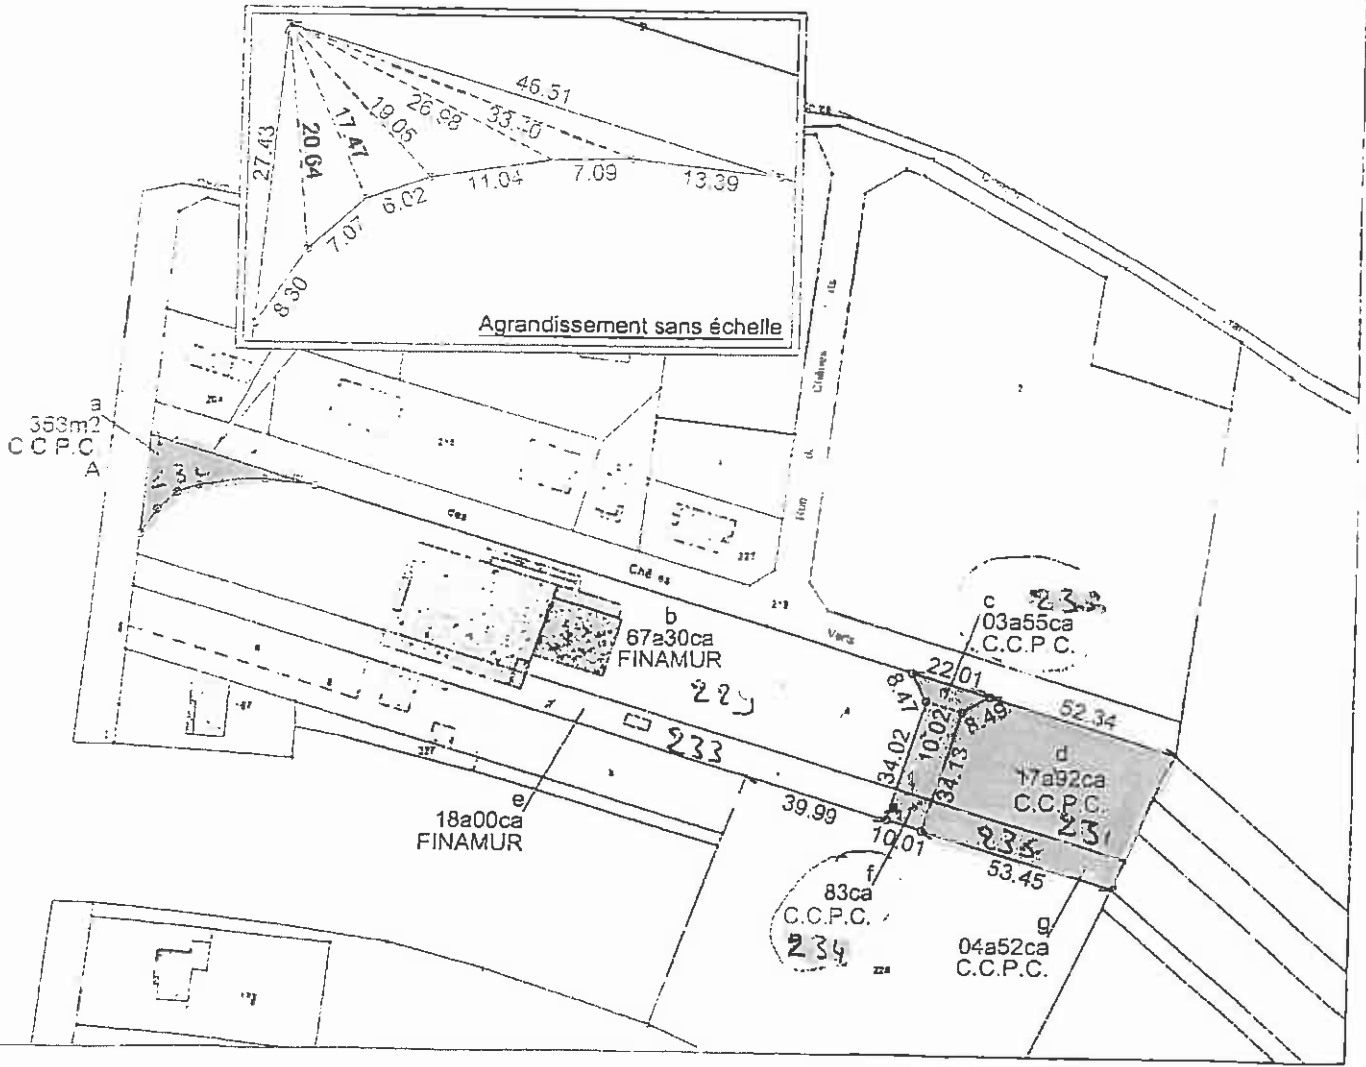 46.51
33.70
26.98
19.05
17.47
20.64
27.43
8.30
7.07
6.02
11.04
7.09
13.39
Agrandissement sans échelle
a
363m2
C.C.P.C.
A
Rue
b
67a30ca
FINAMUR
229
Verts
c
03a55ca
C.C.P.C.
22.01
8.47
10.02
8.49
52.34
34.02
34.13
d
17a92ca
C.C.P.C.
231
233
e
18a00ca
FINAMUR
39.99
10.01
53.45
f
83ca
C.C.P.C.
234
g
04a52ca
C.C.P.C.